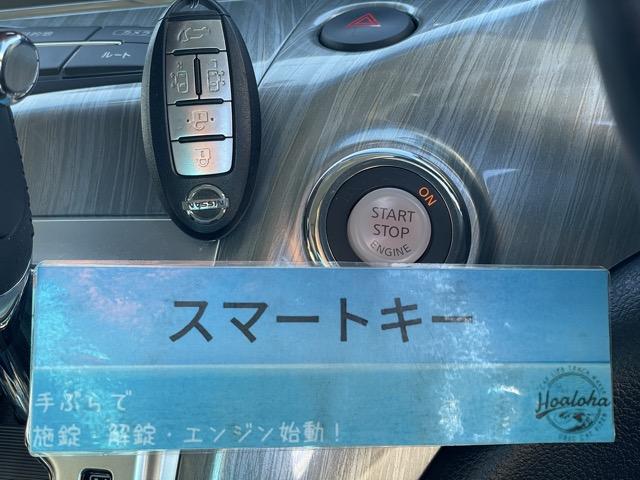 ルート
NISSAN
ON
START
STOP
ENGINE
スマートキー
手ぶらで
施錠・解錠・エンジン始動!
Hoaloha